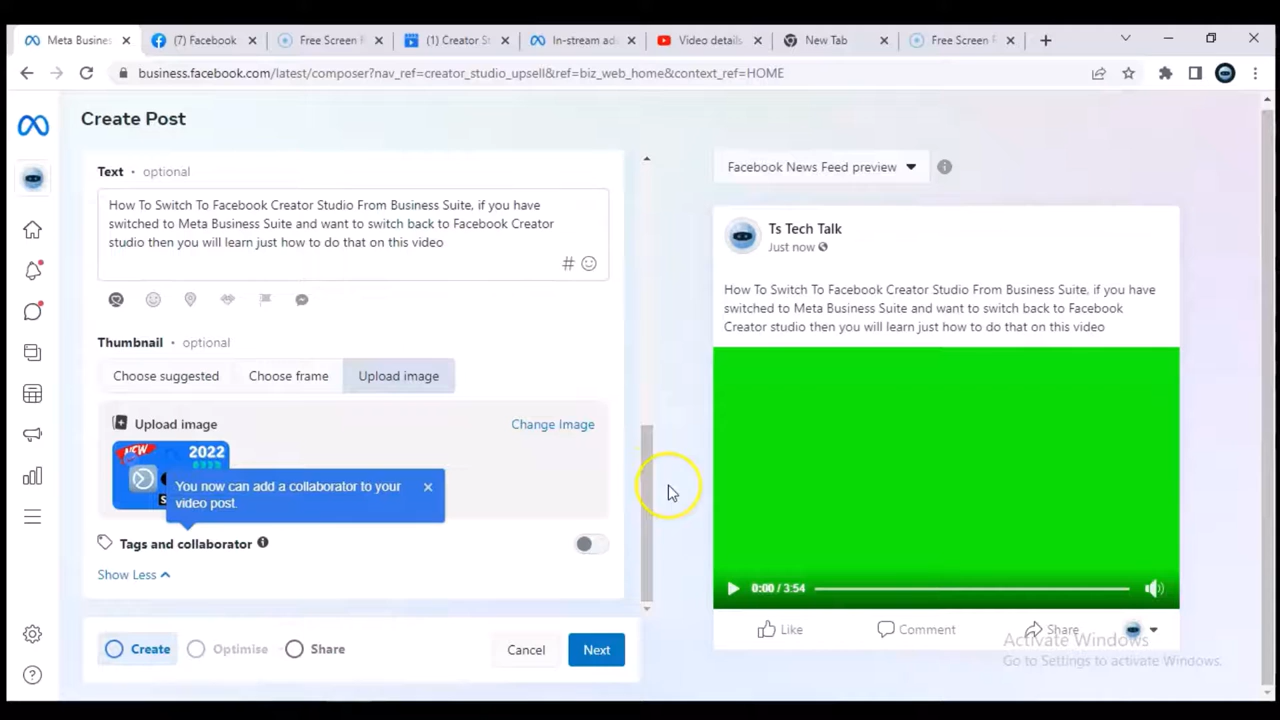 Meta Busines
(7) Facebook
Free Screen R
(1) Creator St
In-stream ad
Video details
New Tab
Free Screen R
business.facebook.com/latest/composer?nav_ref=creator_studio_upsell&ref=biz_web_home&context_ref=HOME
Create Post
Text • optional
How To Switch To Facebook Creator Studio From Business Suite, if you have
switched to Meta Business Suite and want to switch back to Facebook Creator
studio then you will learn just how to do that on this video
Thumbnail • optional
Choose suggested
Choose frame
Upload image
Upload image
Change Image
NEW
2022
You now can add a collaborator to your
video post.
Tags and collaborator
Show Less
Create
Optimise
Share
Cancel
Next
Facebook News Feed preview
Ts Tech Talk
Just now
How To Switch To Facebook Creator Studio From Business Suite, if you have
switched to Meta Business Suite and want to switch back to Facebook
Creator studio then you will learn just how to do that on this video
0:00 / 3:54
Like
Comment
Share
Activate Windows
Go to Settings to activate Windows.